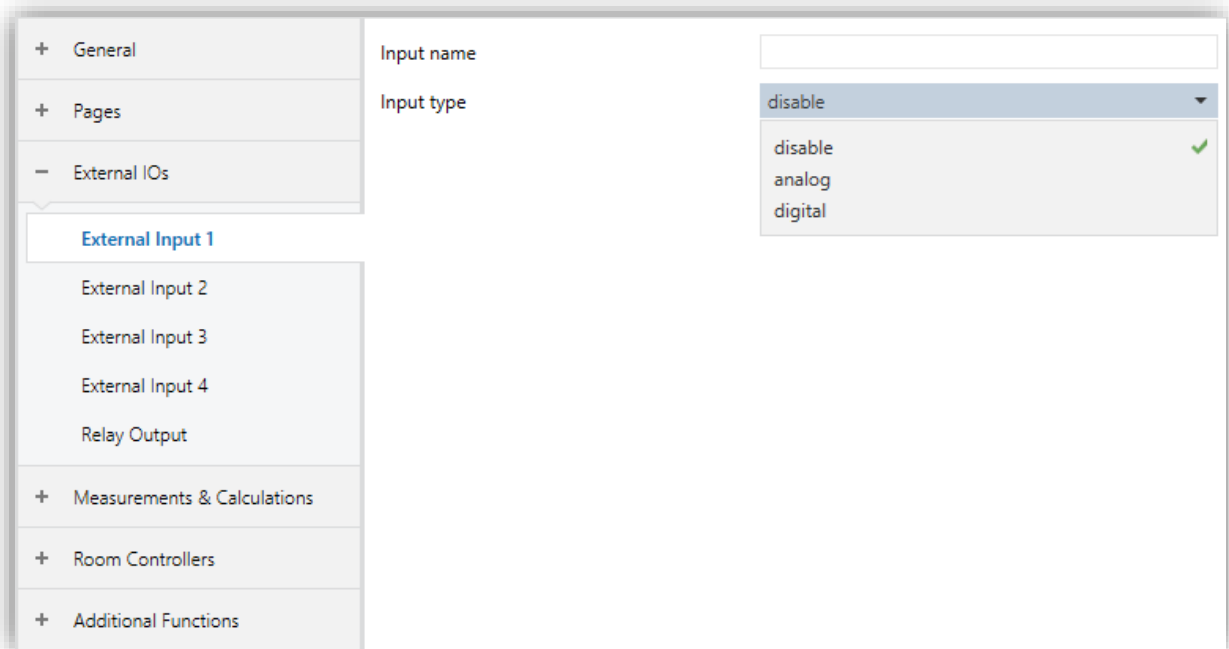 General
Pages
External IOs
External Input 1
External Input 2
External Input 3
External Input 4
Relay Output
Measurements & Calculations
Room Controllers
Additional Functions
Input name
Input type
disable
disable
analog
digital